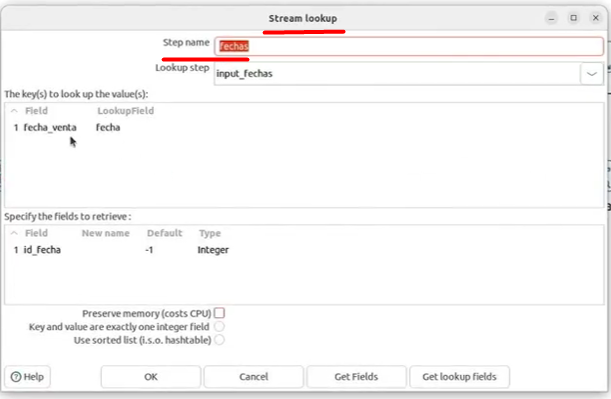 Stream lookup
Step name fechas
Lookup step input_fechas
The key(s) to look up the value(s):
Field LookupField
1 fecha_venta fecha
Specify the fields to retrieve :
Field New name Default Type
1 id_fecha -1 Integer
Preserve memory (costs CPU)
Key and value are exactly one integer field
Use sorted list (i.s.o. hashtable)
Help OK Cancel Get Fields Get lookup fields